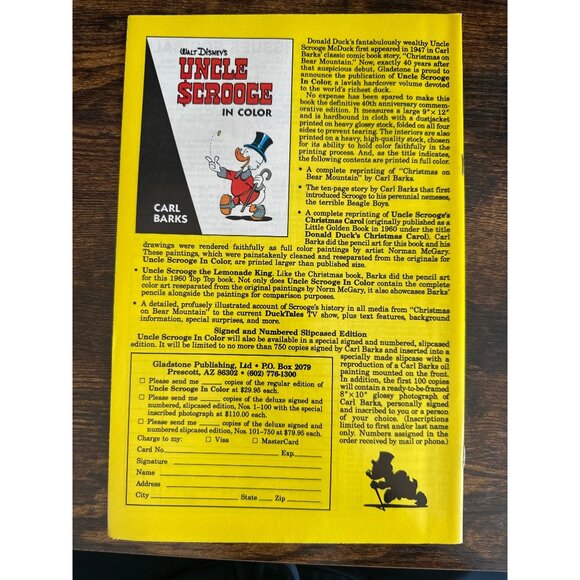 WALT DISNEY'S
UNCLE
$CROOGE
IN COLOR
CARL
BARKS
Donald Duck's fantabulously wealthy Uncle
Scrooge McDuck first appeared in 1947 in Carl
Barks' classic comic book story, "Christmas on
Bear Mountain." Now, exactly 40 years after
that auspicious debut, Gladstone is proud to
announce the publication of Uncle Scrooge
In Color, a lavish hardcover volume devoted
to the world's richest duck.
No expense has been spared to make this
book the definitive 40th anniversary commem-
orative edition. It measures a large 9" × 12"
and is hardbound in cloth with a dustjacket
printed on heavy glossy stock, folded on all four
sides to prevent tearing. The interiors are also
printed on a heavy, high-quality stock, chosen
for its ability to hold color faithfully in the
printing process. And, as the title indicates,
the following contents are printed in full color.
• A complete reprinting of "Christmas on
Bear Mountain" by Carl Barks.
• The ten-page story by Carl Barks that first
introduced Scrooge to his perennial nemeses,
the terrible Beagle Boys.
• A complete reprinting of Uncle Scrooge's
Christmas Carol (originally published as a
Little Golden Book in 1960 under the title
Donald Duck's Christmas Carol). Carl
Barks did the pencil art for this book and his
drawings were rendered faithfully as full color paintings by artist Norman McGary.
These paintings, which were painstakenly cleaned and reseparated from the originals for
Uncle Scrooge In Color, are printed larger than published size.
• Uncle Scrooge the Lemonade King. Like the Christmas book, Barks did the pencil art
for this 1960 Top Top book. Not only does Uncle Scrooge In Color contain the complete
color art reseparated from the original paintings by Norm McGary, it also showcases Barks'
pencils alongside the paintings for comparison purposes.
• A detailed, profusely illustrated account of Scrooge's history in all media from "Christmas
on Bear Mountain" to the current DuckTales TV show, plus text features, background
information, special surprises, and more.
Signed and Numbered Slipcased Edition
Uncle Scrooge In Color will also be available in a special signed and numbered, slipcased
edition. It will be limited to no more than 750 copies signed by Carl Barks and inserted into a
specially made slipcase with a
reproduction of a Carl Barks oil
painting mounted on the front.
In addition, the first 100 copies
will contain a ready-to-be-framed
8" × 10" glossy photograph of
Carl Barks, personally signed
and inscribed to you or a person
of your choice. (Inscriptions
limited to first and/or last name
only. Numbers assigned in the
order received by mail or phone.)
Gladstone Publishing, Ltd • P.O. Box 2079
Prescott, AZ 86302 • (602) 776-1300
☐ Please send me ____ copies of the regular edition of
Uncle Scrooge In Color at $29.95 each.
☐ Please send me ____ copies of the deluxe signed and
numbered, slipcased edition, Nos. 1–100 with the special
inscribed photograph at $110.00 each.
☐ Please send me ____ copies of the deluxe signed and
numbered slipcased edition, Nos. 101–750 at $79.95 each.
Charge to my: ☐ Visa ☐ MasterCard
Card No. Exp.
Signature
Name
Address
City State Zip